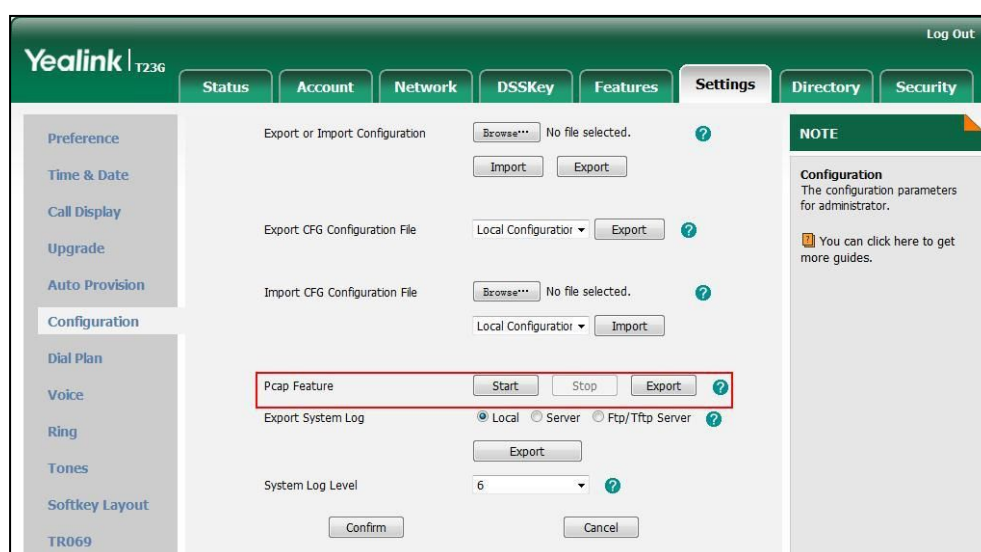 Log Out
Yealink T23G
Status Account Network DSSKey Features Settings Directory Security
Preference
Time & Date
Call Display
Upgrade
Auto Provision
Configuration
Dial Plan
Voice
Ring
Tones
Softkey Layout
TR069
Export or Import Configuration Browse··· No file selected. ?
Import Export
Export CFG Configuration File Local Configuratior Export ?
Import CFG Configuration File Browse··· No file selected. ?
Local Configuratior Import
Pcap Feature Start Stop Export ?
Export System Log Local Server Ftp/Tftp Server ?
Export
System Log Level 6 ?
Confirm Cancel
NOTE
Configuration
The configuration parameters
for administrator.
? You can click here to get
more guides.